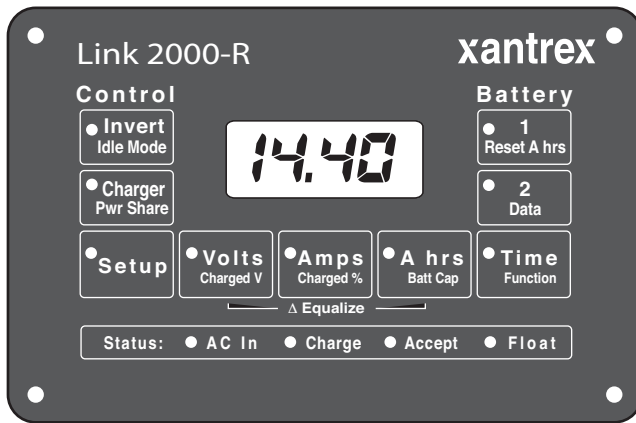 Link 2000-R
xantrex
Control
Battery
Invert
Idle Mode
14.40
1
Reset A hrs
Charger
Pwr Share
2
Data
Setup
Volts
Charged V
Amps
Charged %
A hrs
Batt Cap
Time
Function
Δ Equalize
Status: AC In Charge Accept Float